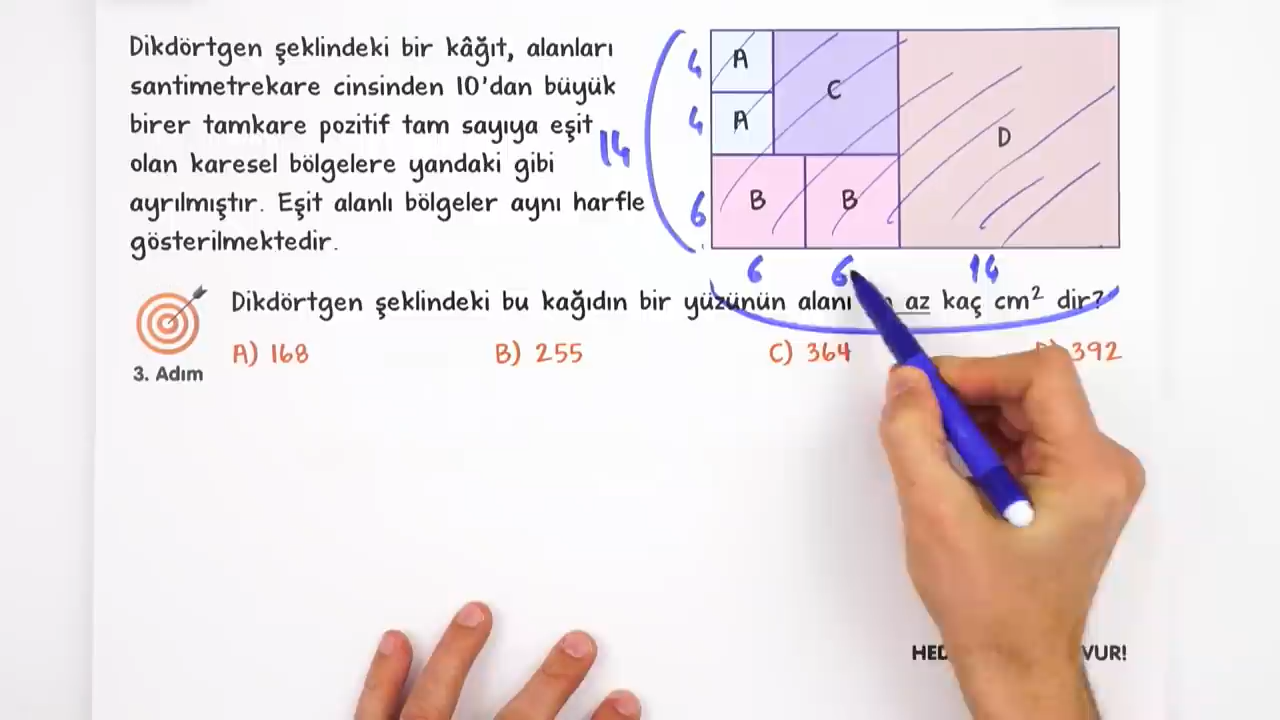 Dikdörtgen şeklindeki bir kâğıt, alanları
santimetrekare cinsinden 10'dan büyük
birer tamkare pozitif tam sayıya eşit
olan karesel bölgelere yandaki gibi
ayrılmıştır. Eşit alanlı bölgeler aynı harfle
gösterilmektedir.
14
4
4
6
A
C
A
D
B B
6 6 14
3. Adım
Dikdörtgen şeklindeki bu kağıdın bir yüzünün alanı az kaç cm² dir?
A) 168 B) 255 C) 364 392